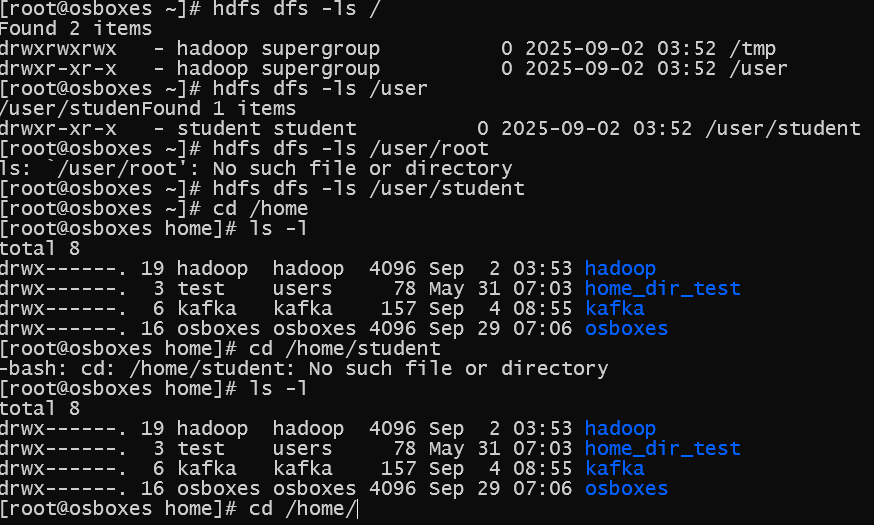 [root@osboxes ~]# hdfs dfs -ls /
Found 2 items
drwxrwxrwx   - hadoop supergroup          0 2025-09-02 03:52 /tmp
drwxr-xr-x   - hadoop supergroup          0 2025-09-02 03:52 /user
[root@osboxes ~]# hdfs dfs -ls /user
/user/studenFound 1 items
drwxr-xr-x   - student student          0 2025-09-02 03:52 /user/student
[root@osboxes ~]# hdfs dfs -ls /user/root
ls: `/user/root': No such file or directory
[root@osboxes ~]# hdfs dfs -ls /user/student
[root@osboxes ~]# cd /home
[root@osboxes home]# ls -l
total 8
drwx------. 19 hadoop  hadoop  4096 Sep  2 03:53 hadoop
drwx------.  3 test    users     78 May 31 07:03 home_dir_test
drwx------.  6 kafka   kafka    157 Sep  4 08:55 kafka
drwx------. 16 osboxes osboxes 4096 Sep 29 07:06 osboxes
[root@osboxes home]# cd /home/student
-bash: cd: /home/student: No such file or directory
[root@osboxes home]# ls -l
total 8
drwx------. 19 hadoop  hadoop  4096 Sep  2 03:53 hadoop
drwx------.  3 test    users     78 May 31 07:03 home_dir_test
drwx------.  6 kafka   kafka    157 Sep  4 08:55 kafka
drwx------. 16 osboxes osboxes 4096 Sep 29 07:06 osboxes
[root@osboxes home]# cd /home/